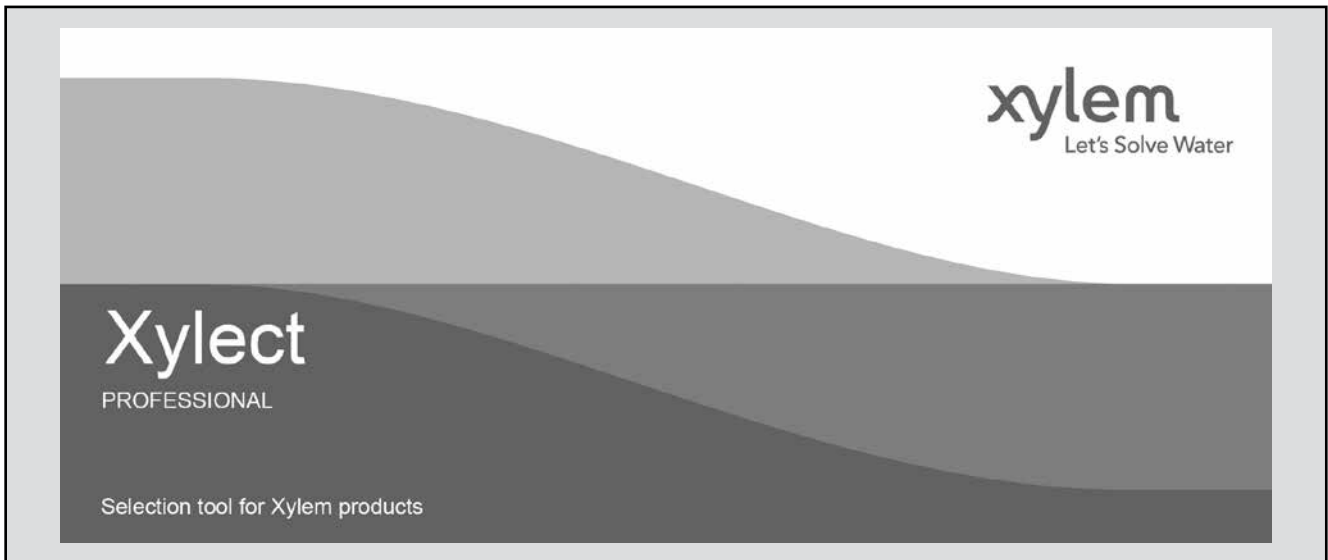 xylem
Let's Solve Water
Xylect
PROFESSIONAL
Selection tool for Xylem products